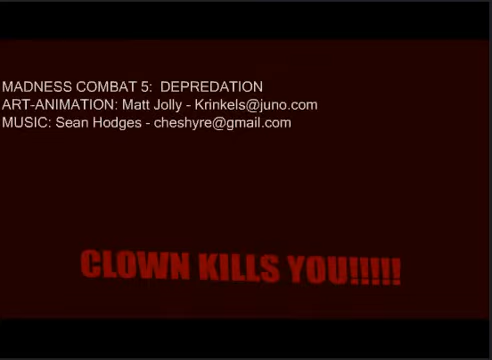 MADNESS COMBAT 5: DEPREDATION
ART-ANIMATION: Matt Jolly - Krinkels@juno.com
MUSIC: Sean Hodges - cheshyre@gmail.com
CLOWN KILLS YOU!!!!!